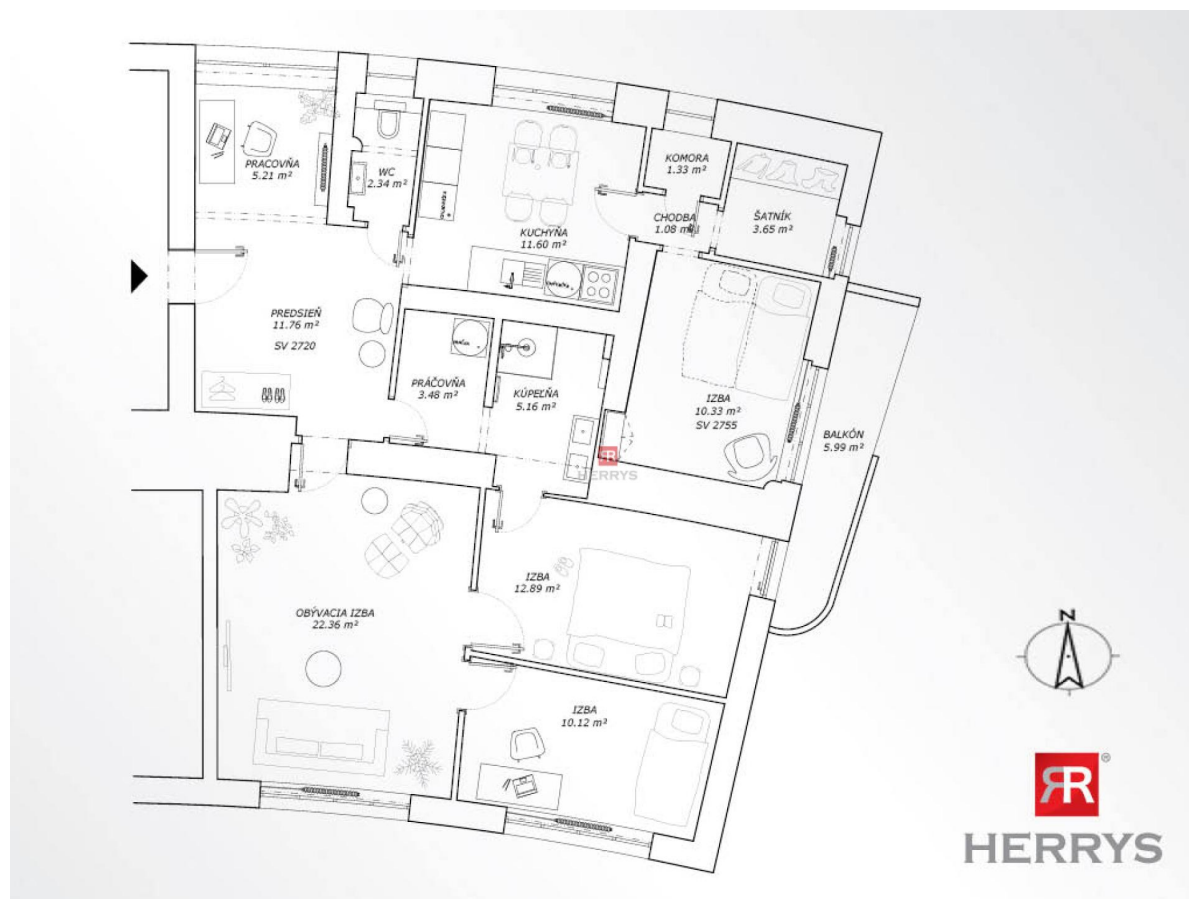 PRACOVŇA
5.21 m²
WC
2.34 m²
KUCHYŇA
11.60 m²
KOMORA
1.33 m²
CHODBA
1.08 m²
ŠATNÍK
3.65 m²
PREDSIEŇ
11.76 m²
SV 2720
PRÁČOVŇA
3.48 m²
KÚPEĽŇA
5.16 m²
IZBA
10.33 m²
SV 2755
BALKÓN
5.99 m²
HERRYS
IZBA
12.89 m²
OBÝVACIA IZBA
22.36 m²
IZBA
10.12 m²
N
®
HERRYS